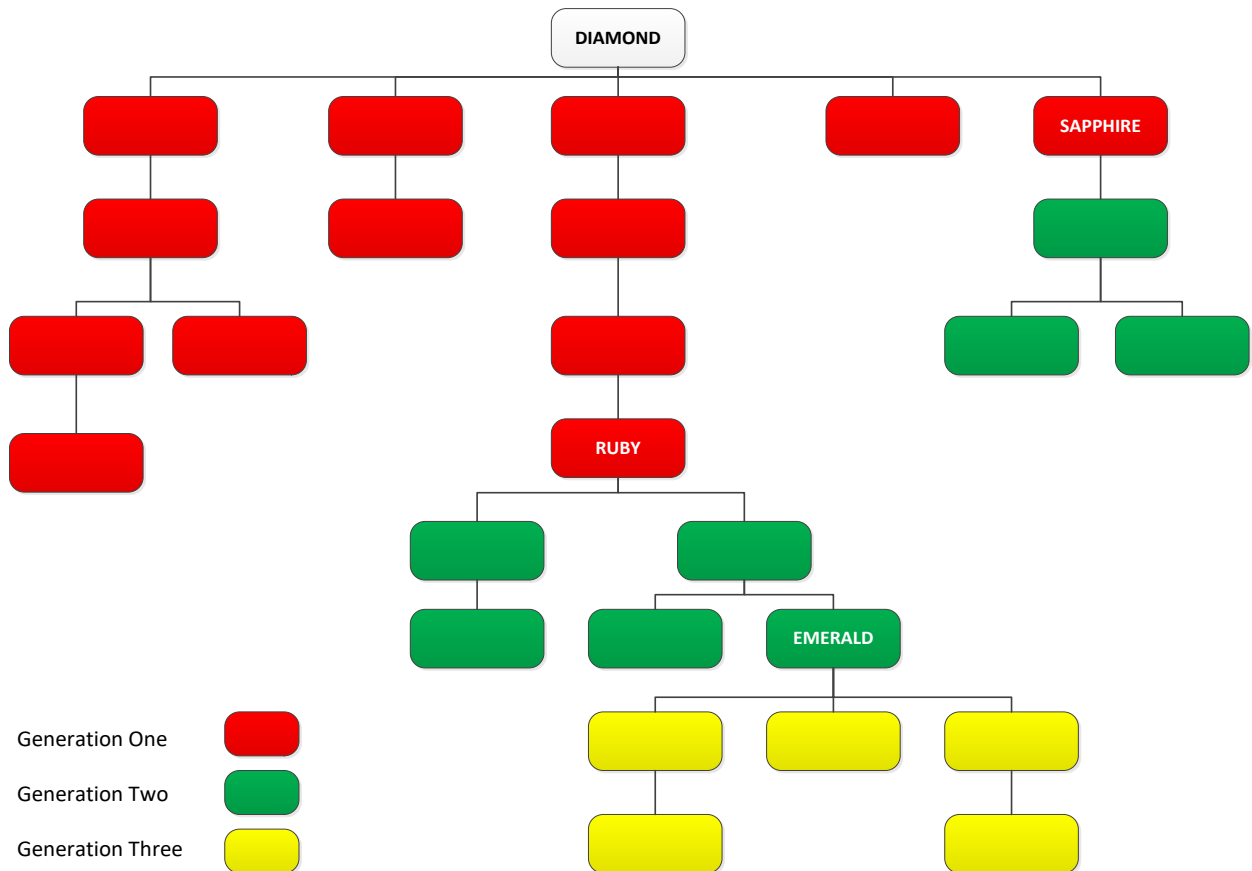 DIAMOND
SAPPHIRE
RUBY
EMERALD
Generation One
Generation Two
Generation Three